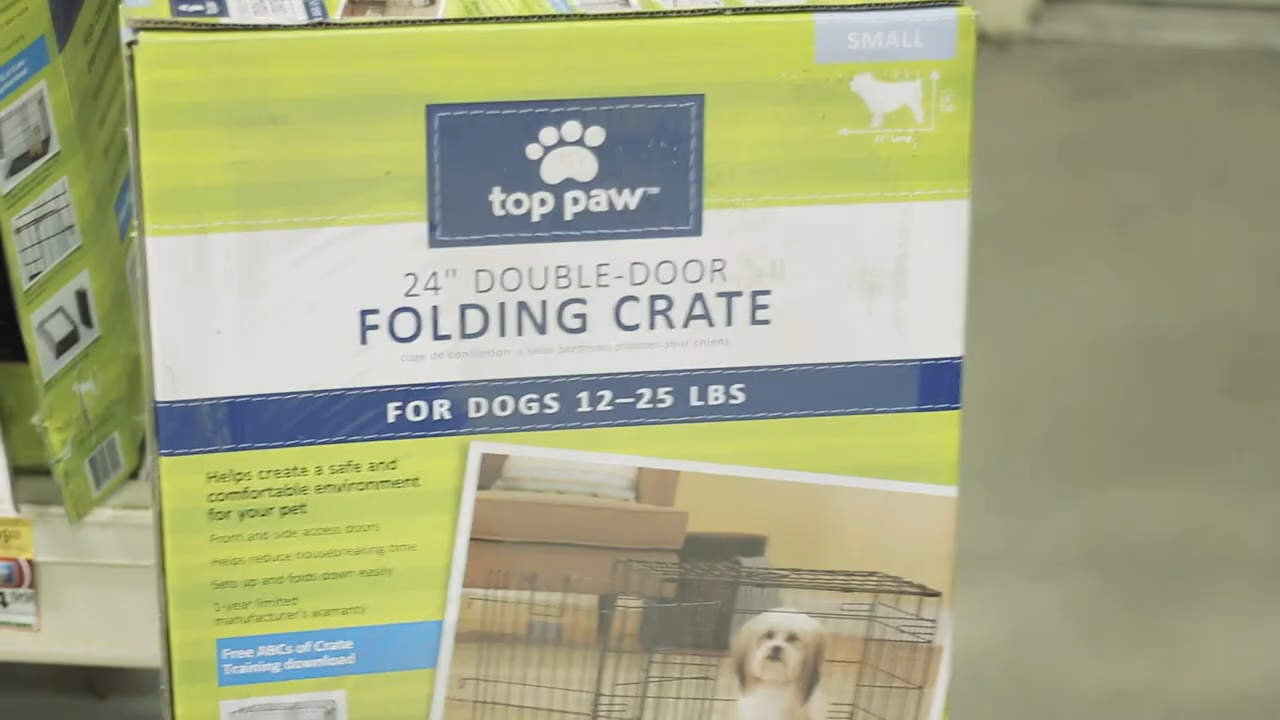 SMALL
top paw™
24" DOUBLE-DOOR
FOLDING CRATE
FOR DOGS 12–25 LBS
Helps create a safe and
comfortable environment
for your pet
Front and side access doors
Helps reduce housebreaking time
Sets up and folds down easily
1-year limited
manufacturer's warranty
Free ABCs of Crate
Training download